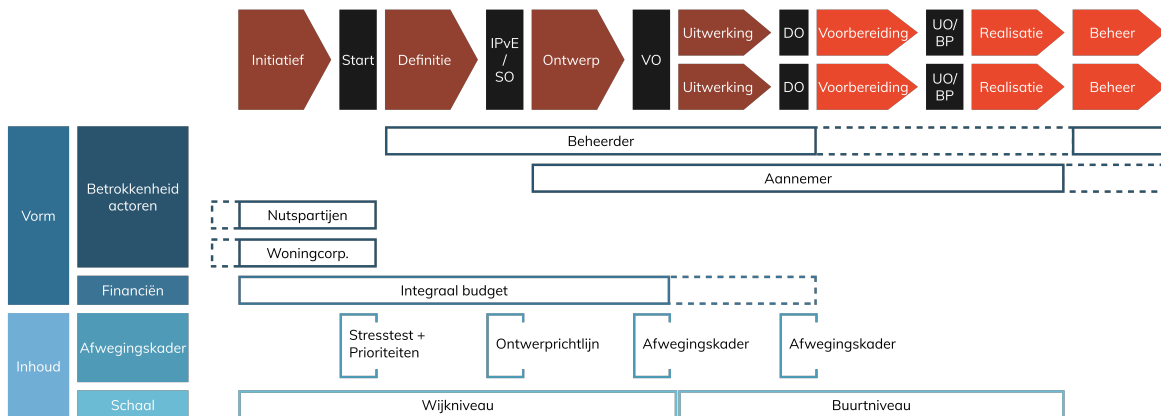 Initiatief
Start
Definitie
IPvE
/
SO
Ontwerp
VO
Uitwerking
DO
Voorbereiding
UO/
BP
Realisatie
Beheer
Uitwerking
DO
Voorbereiding
UO/
BP
Realisatie
Beheer
Vorm
Betrokkenheid
actoren
Beheerder
Aannemer
Nutspartijen
Woningcorp.
Financiën
Integraal budget
Inhoud
Afwegingskader
Stresstest +
Prioriteiten
Ontwerprichtlijn
Afwegingskader
Afwegingskader
Schaal
Wijkniveau
Buurtniveau